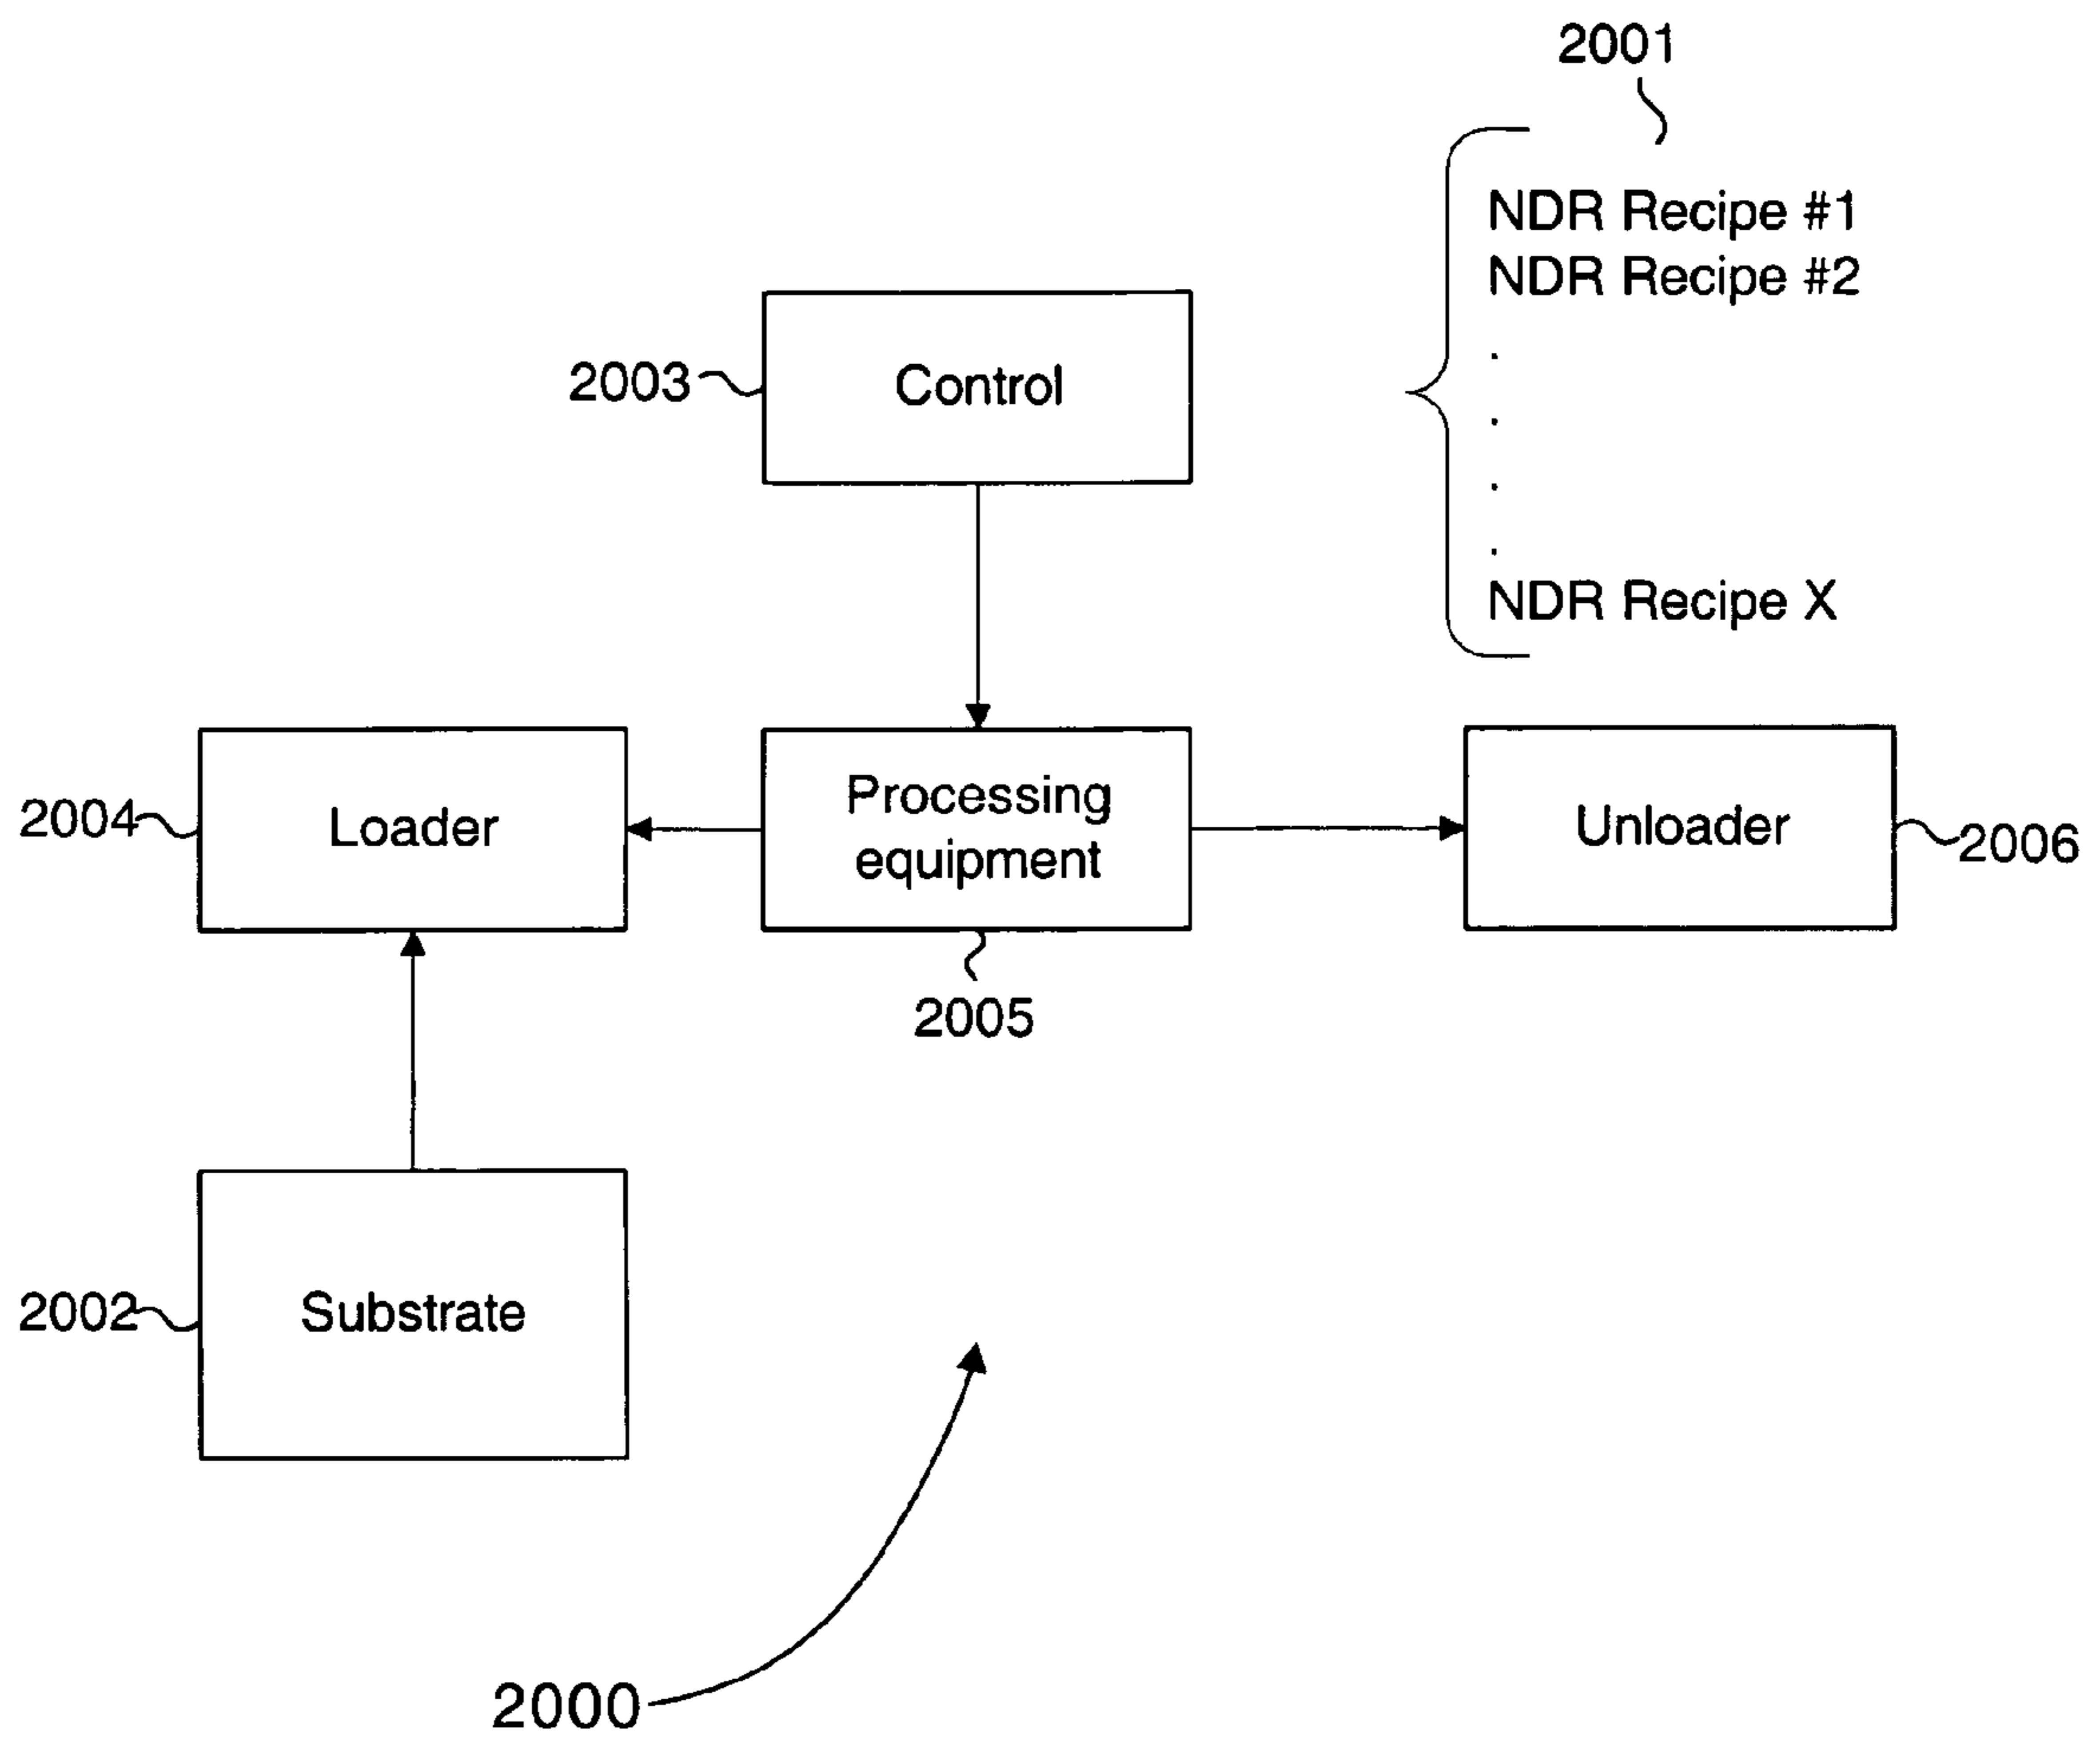 2001
NDR Recipe #1
NDR Recipe #2
.
.
.
.
NDR Recipe X
2003
Control
2004
Loader
Processing
equipment
2005
Unloader
2006
2002
Substrate
2000